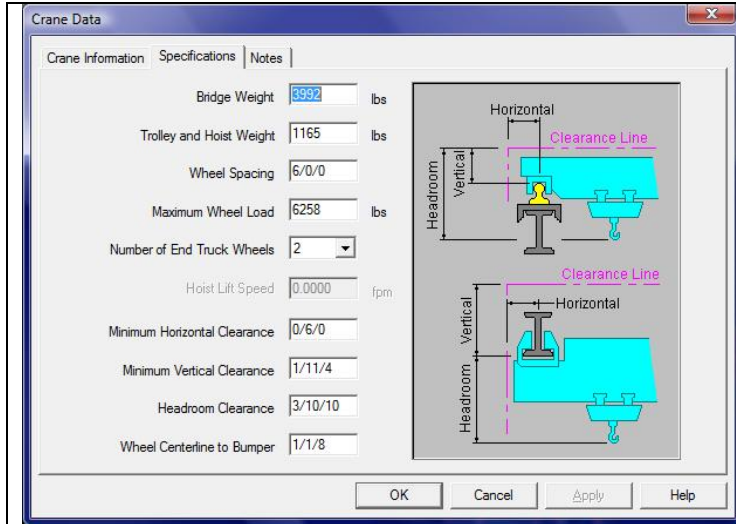 Crane Data
Crane Information Specifications Notes
Bridge Weight 3992 lbs
Trolley and Hoist Weight 1165 lbs
Wheel Spacing 6/0/0
Maximum Wheel Load 6258 lbs
Number of End Truck Wheels 2
Hoist Lift Speed 0.0000 fpm
Minimum Horizontal Clearance 0/6/0
Minimum Vertical Clearance 1/11/4
Headroom Clearance 3/10/10
Wheel Centerline to Bumper 1/1/8
Horizontal
Clearance Line
Headroom
Vertical
Clearance Line
Horizontal
Vertical
Headroom
OK Cancel Apply Help